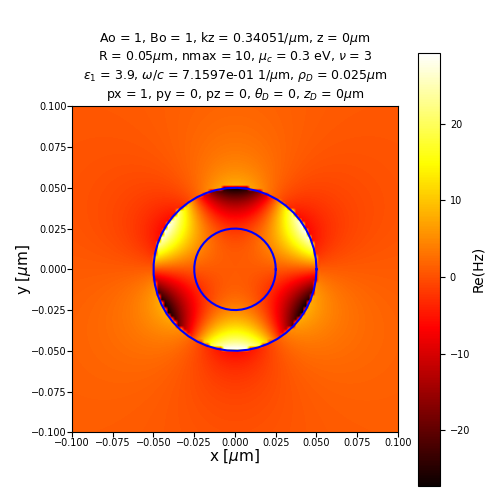 Ao = 1, Bo = 1, kz = 0.34051/μm, z = 0μm
R = 0.05μm, nmax = 10, μc = 0.3 eV, ν = 3
ε1 = 3.9, ω/c = 7.1597e-01 1/μm, ρD = 0.025μm
px = 1, py = 0, pz = 0, θD = 0, zD = 0μm
0.100
0.075
0.050
0.025
0.000
−0.025
−0.050
−0.075
−0.100
y [μm]
−0.100 −0.075 −0.050 −0.025 0.000 0.025 0.050 0.075 0.100
x [μm]
20
10
0
−10
−20
Re(Hz)